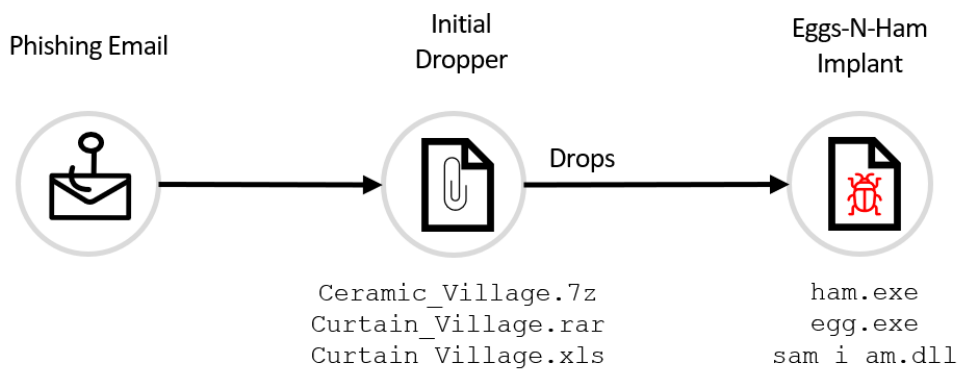 Phishing Email
Initial
Dropper
Eggs-N-Ham
Implant
Drops
Ceramic_Village.7z
Curtain_Village.rar
Curtain Village.xls
ham.exe
egg.exe
sam i am.dll